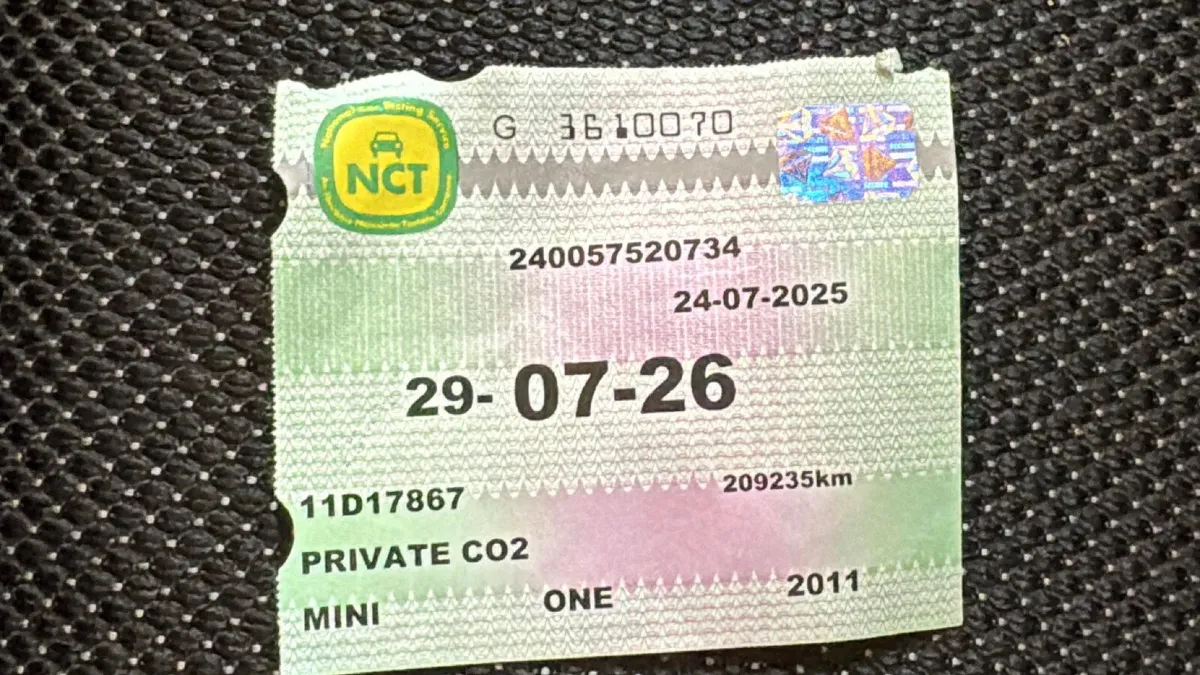 NCT
G 3610070
240057520734
24-07-2025
29-07-26
11D17867
209235km
PRIVATE CO2
MINI ONE 2011